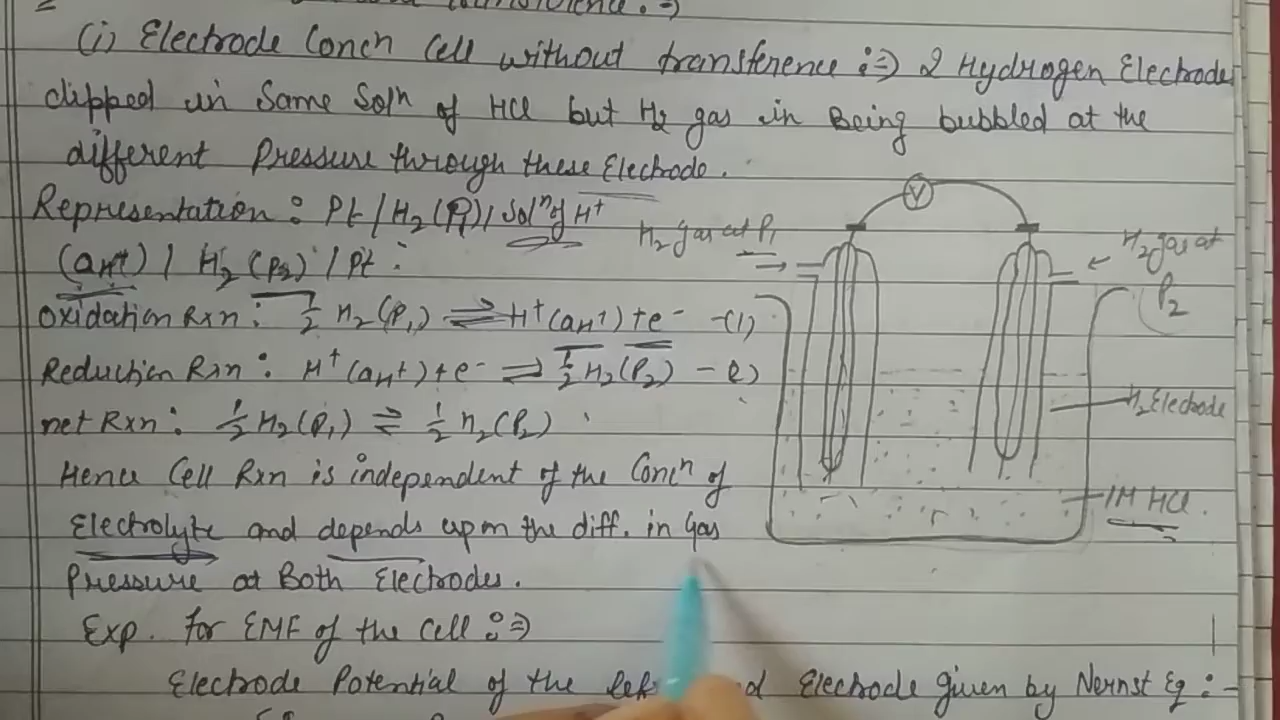 (i) Electrode Concn Cell without transference :⇒ 2 Hydrogen Electrode
dipped in Same Solⁿ of HCl but H₂ gas in Being bubbled at the
different Pressure through these Electrode.
Representation : Pt / H₂(P₁) / Solⁿ of H⁺
(aH⁺) / H₂(P₂) / Pt :
Oxidation Rxn : ½ H₂(P₁) ⇌ H⁺(aH⁺) + e⁻ -(1)
Reduction Rxn : H⁺(aH⁺) + e⁻ ⇌ ½ H₂(P₂) - 2)
net Rxn : ½ H₂(P₁) ⇌ ½ H₂(P₂)
Hence Cell Rxn is independent of the Concⁿ of
Electrolyte and depends upon the diff. in Gas
Pressure at Both Electrodes.
Exp. for EMF of the Cell :⇒
Electrode Potential of the Electrode given by Nernst Eq : -
H₂ gas at P₁
V
H₂ gas at
P₂
H₂ Electrode
1M HCl.